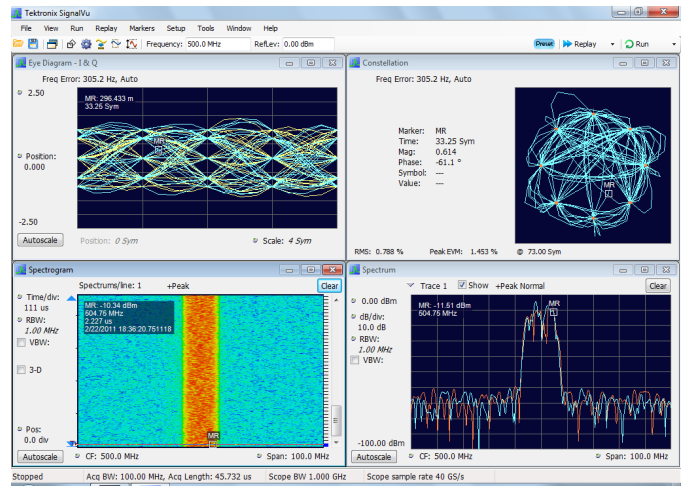 Tektronix SignalVu
File View Run Replay Markers Setup Tools Window Help
Frequency: 500.0 MHz RefLev: 0.00 dBm Preset Replay Run
Eye Diagram - I & Q
Freq Error: 305.2 Hz, Auto
2.50
MR: 296.433 m
33.25 Sym
MR
Position:
0.000
-2.50
Autoscale Position: 0 Sym Scale: 4 Sym
Constellation
Freq Error: 305.2 Hz, Auto
Marker: MR
Time: 33.25 Sym
Mag: 0.614
Phase: -61.1 °
Symbol: ---
Value: ---
MR
RMS: 0.788 % Peak EVM: 1.453 % @ 73.00 Sym
Spectrogram
Spectrums/line: 1 +Peak Clear
Time/div:
111 us
RBW:
1.00 MHz
VBW:
3-D
Pos:
0.0 div
MR: -10.34 dBm
504.75 MHz
2.227 us
2/22/2011 18:36:20.751118
MR
Autoscale CF: 500.0 MHz Span: 100.0 MHz
Spectrum
Trace 1 Show +Peak Normal Clear
0.00 dBm
dB/div:
10.0 dB
RBW:
1.00 MHz
VBW:
MR: -11.51 dBm
504.75 MHz
MR
-100.00 dBm
Autoscale CF: 500.0 MHz Span: 100.0 MHz
Stopped Acq BW: 100.00 MHz, Acq Length: 45.732 us Scope BW 1.000 GHz Scope sample rate 40 GS/s